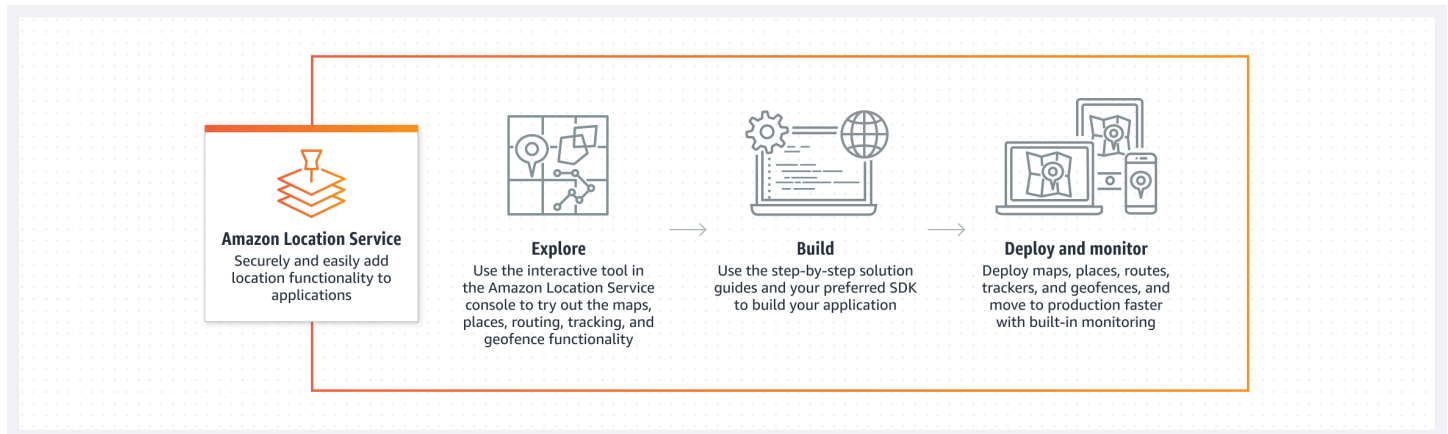 Amazon Location Service
Securely and easily add
location functionality to
applications
Explore
Use the interactive tool in
the Amazon Location Service
console to try out the maps,
places, routing, tracking, and
geofence functionality
Build
Use the step-by-step solution
guides and your preferred SDK
to build your application
Deploy and monitor
Deploy maps, places, routes,
trackers, and geofences, and
move to production faster
with built-in monitoring